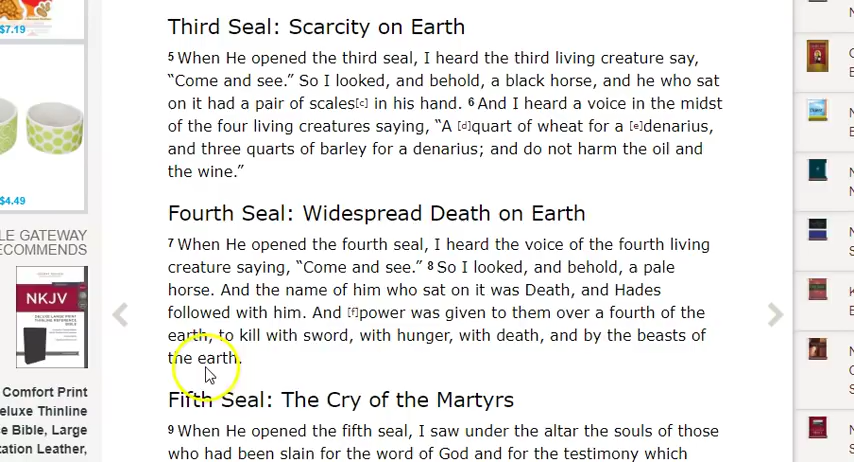 $7.19
$4.49
LE GATEWAY
ECOMMENDS
NKJV
Comfort Print
eluxe Thinline
e Bible, Large
tation Leather,
Third Seal: Scarcity on Earth
5 When He opened the third seal, I heard the third living creature say,
“Come and see.” So I looked, and behold, a black horse, and he who sat
on it had a pair of scales[c] in his hand. 6 And I heard a voice in the midst
of the four living creatures saying, “A [d]quart of wheat for a [e]denarius,
and three quarts of barley for a denarius; and do not harm the oil and
the wine.”
Fourth Seal: Widespread Death on Earth
7 When He opened the fourth seal, I heard the voice of the fourth living
creature saying, “Come and see.” 8 So I looked, and behold, a pale
horse. And the name of him who sat on it was Death, and Hades
followed with him. And [f]power was given to them over a fourth of the
earth, to kill with sword, with hunger, with death, and by the beasts of
the earth.
Fifth Seal: The Cry of the Martyrs
9 When He opened the fifth seal, I saw under the altar the souls of those
who had been slain for the word of God and for the testimony which